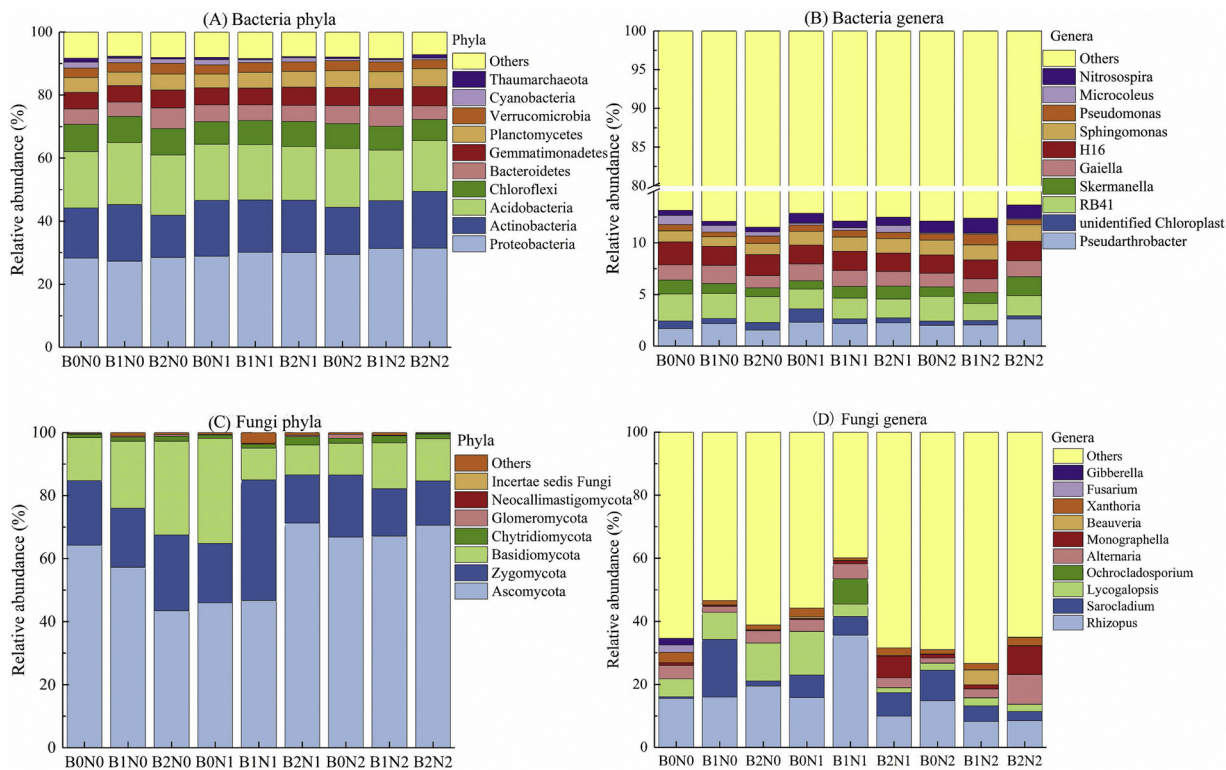 (A) Bacteria phyla
Relative abundance (%)
100
80
60
40
20
0
B0N0 B1N0 B2N0 B0N1 B1N1 B2N1 B0N2 B1N2 B2N2
Phyla
Others
Thaumarchaeota
Cyanobacteria
Verrucomicrobia
Planctomycetes
Gemmatimonadetes
Bacteroidetes
Chloroflexi
Acidobacteria
Actinobacteria
Proteobacteria
(B) Bacteria genera
Relative abundance (%)
100
95
90
85
80
10
5
0
B0N0 B1N0 B2N0 B0N1 B1N1 B2N1 B0N2 B1N2 B2N2
Genera
Others
Nitrosospira
Microcoleus
Pseudomonas
Sphingomonas
H16
Gaiella
Skermanella
RB41
unidentified Chloroplast
Pseudarthrobacter
(C) Fungi phyla
Relative abundance (%)
100
80
60
40
20
0
B0N0 B1N0 B2N0 B0N1 B1N1 B2N1 B0N2 B1N2 B2N2
Phyla
Others
Incertae sedis Fungi
Neocallimastigomycota
Glomeromycota
Chytridiomycota
Basidiomycota
Zygomycota
Ascomycota
(D) Fungi genera
Relative abundance (%)
100
80
60
40
20
0
B0N0 B1N0 B2N0 B0N1 B1N1 B2N1 B0N2 B1N2 B2N2
Genera
Others
Gibberella
Fusarium
Xanthoria
Beauveria
Monographella
Alternaria
Ochrocladosporium
Lycogalopsis
Sarocladium
Rhizopus